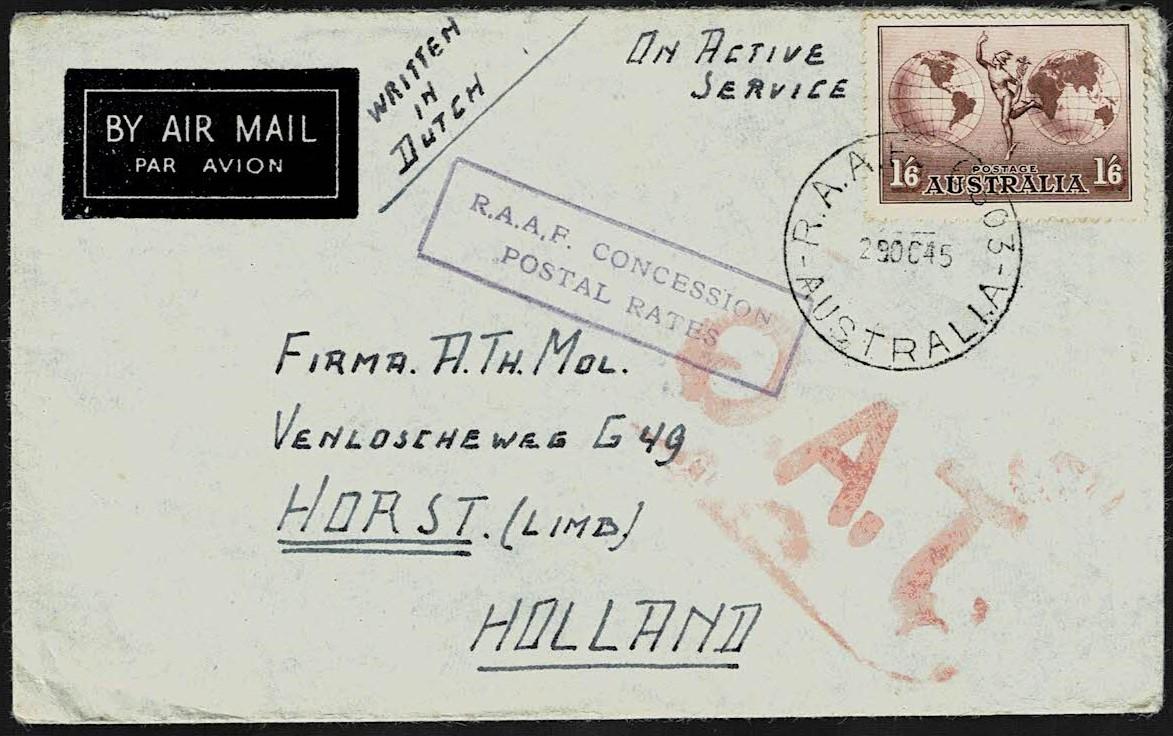 BY AIR MAIL
PAR AVION
WRITTEN
IN
DUTCH
ON ACTIVE
SERVICE
POSTAGE
1/6 AUSTRALIA 1/6
R.A.A.F.
29OC45
AUSTRALIA
R.A.A.F. CONCESSION
POSTAL RATES
FIRMA. A.TH. MOL.
VENLOSCHEWEG G 49
HORST. (LIMB)
HOLLAND
O.A.T.